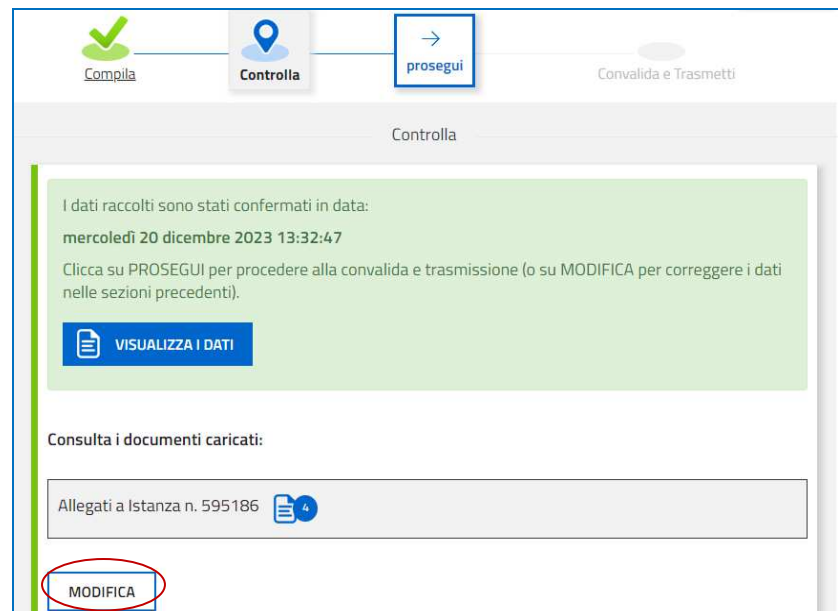 Compila
Controlla
prosegui
Convalida e Trasmetti
Controlla
I dati raccolti sono stati confermati in data:
mercoledì 20 dicembre 2023 13:32:47
Clicca su PROSEGUI per procedere alla convalida e trasmissione (o su MODIFICA per correggere i dati
nelle sezioni precedenti).
VISUALIZZA I DATI
Consulta i documenti caricati:
Allegati a Istanza n. 595186 4
MODIFICA